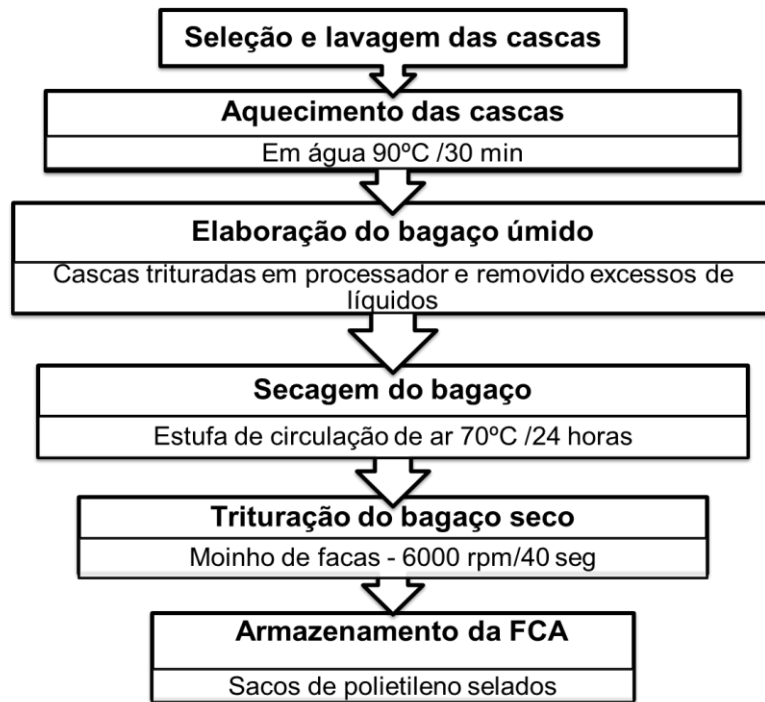 Seleção e lavagem das cascas
Aquecimento das cascas
Em água 90ºC /30 min
Elaboração do bagaço úmido
Cascas trituradas em processador e removido excessos de
líquidos
Secagem do bagaço
Estufa de circulação de ar 70ºC /24 horas
Trituração do bagaço seco
Moinho de facas - 6000 rpm/40 seg
Armazenamento da FCA
Sacos de polietileno selados